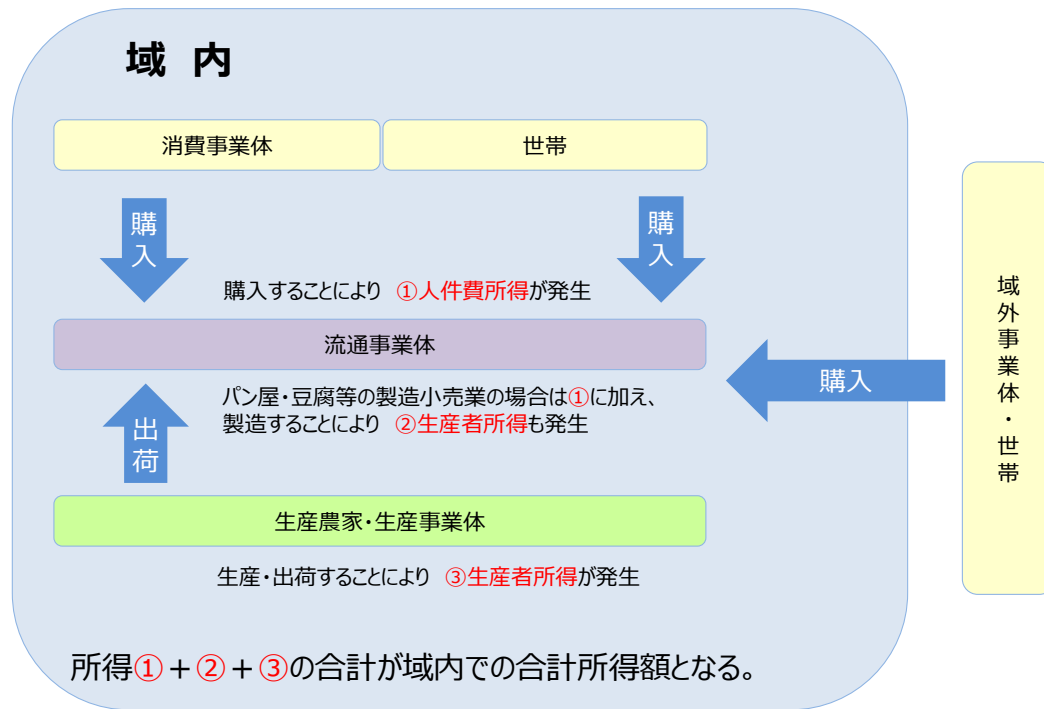 域 内
消費事業体
世帯
購入
購入
購入することにより ①人件費所得が発生
流通事業体
購入
パン屋・豆腐等の製造小売業の場合は①に加え、
製造することにより ②生産者所得も発生
出荷
生産農家・生産事業体
生産・出荷することにより ③生産者所得が発生
所得①+②+③の合計が域内での合計所得額となる。
域外事業体・世帯